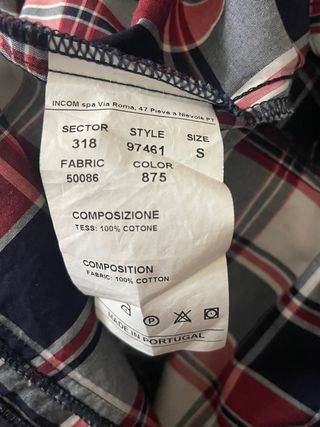 INCOM spa Via Roma, 47 Pieve a Nievole PT
SECTOR STYLE SIZE
318 97461 S
FABRIC COLOR
50086 875
COMPOSIZIONE
TESS: 100% COTONE
COMPOSITION
FABRIC: 100% COTTON
P
MADE IN PORTUGAL